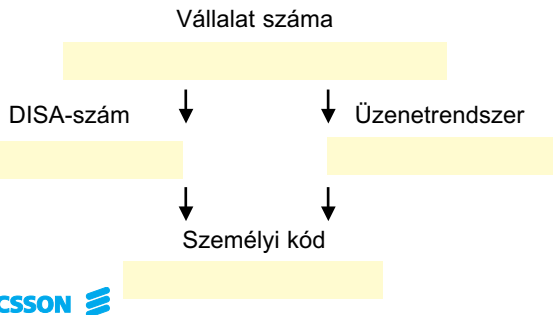 Vállalat száma
DISA-szám
Üzenetrendszer
Személyi kód
CSSON